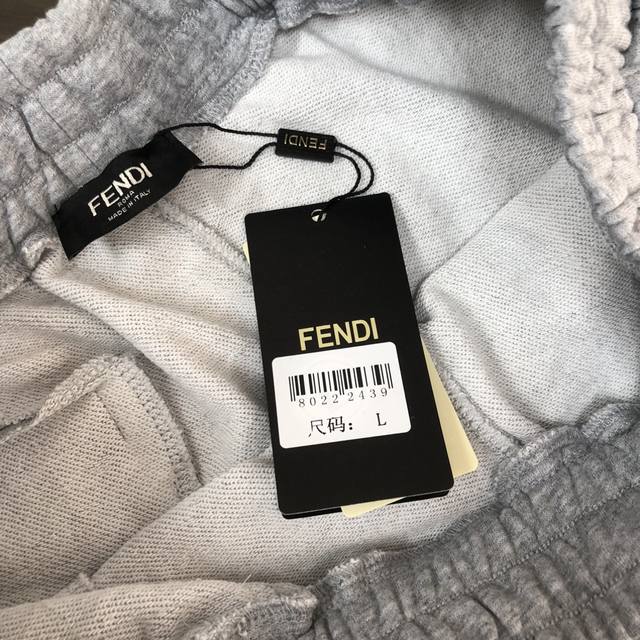 FENDI
ROMA
MADE IN ITALY
FENDI
FENDI
80222439
尺码: L